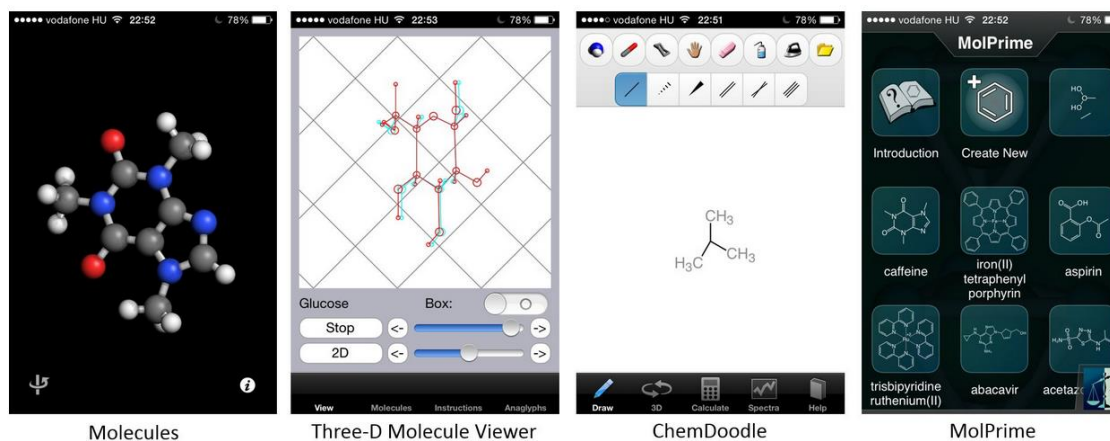 ●●●●● vodafone HU 22:52 78%
Molecules
●●●●● vodafone HU 22:53 78%
Glucose Box:
Stop <- ->
2D <- ->
View Molecules Instructions Anaglyphs
Three-D Molecule Viewer
●●●●○ vodafone HU 22:51 78%
CH₃
H₃C CH₃
Draw 3D Calculate Spectra Help
ChemDoodle
●●●●● vodafone HU 22:52 78%
MolPrime
Introduction Create New
caffeine iron(II) aspirin
tetraphenyl
porphyrin
trisbipyridine abacavir
ruthenium(II)
MolPrime